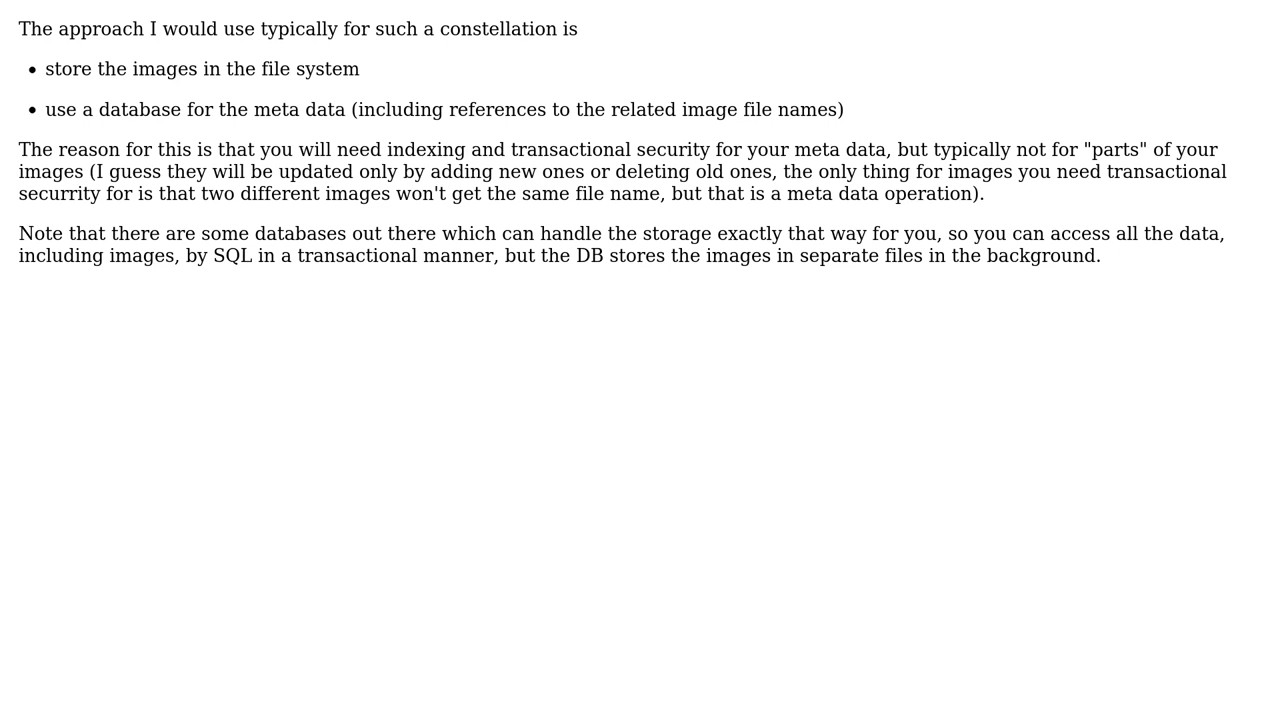 The approach I would use typically for such a constellation is
• store the images in the file system
• use a database for the meta data (including references to the related image file names)
The reason for this is that you will need indexing and transactional security for your meta data, but typically not for "parts" of your
images (I guess they will be updated only by adding new ones or deleting old ones, the only thing for images you need transactional
securrity for is that two different images won't get the same file name, but that is a meta data operation).
Note that there are some databases out there which can handle the storage exactly that way for you, so you can access all the data,
including images, by SQL in a transactional manner, but the DB stores the images in separate files in the background.